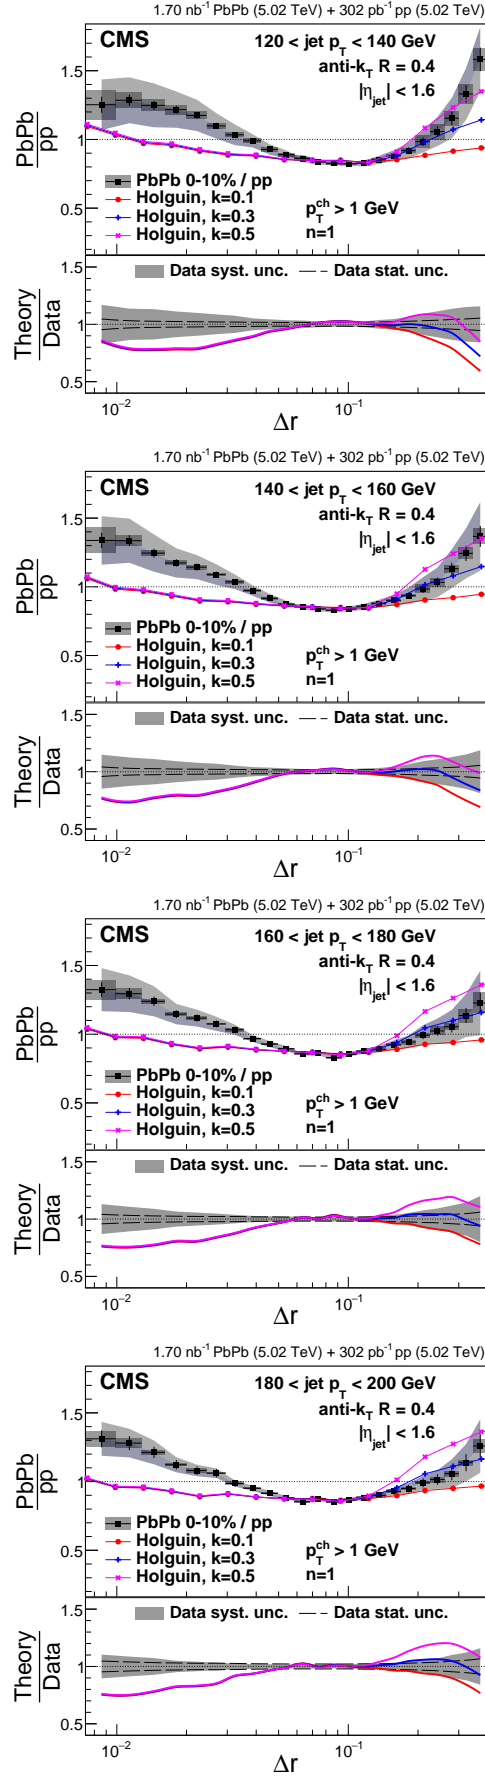 1.70 nb⁻¹ PbPb (5.02 TeV) + 302 pb⁻¹ pp (5.02 TeV)
CMS
120 < jet p_T < 140 GeV
anti-k_T R = 0.4
|η_jet| < 1.6
1.5
1
0.5
PbPb
pp
PbPb 0-10% / pp
Holguin, k=0.1
Holguin, k=0.3
Holguin, k=0.5
p_T^ch > 1 GeV
n=1
Data syst. unc.
Data stat. unc.
1.5
1
0.5
Theory
Data
10⁻²
10⁻¹
Δr
1.70 nb⁻¹ PbPb (5.02 TeV) + 302 pb⁻¹ pp (5.02 TeV)
CMS
140 < jet p_T < 160 GeV
anti-k_T R = 0.4
|η_jet| < 1.6
1.5
1
0.5
PbPb
pp
PbPb 0-10% / pp
Holguin, k=0.1
Holguin, k=0.3
Holguin, k=0.5
p_T^ch > 1 GeV
n=1
Data syst. unc.
Data stat. unc.
1.5
1
0.5
Theory
Data
10⁻²
10⁻¹
Δr
1.70 nb⁻¹ PbPb (5.02 TeV) + 302 pb⁻¹ pp (5.02 TeV)
CMS
160 < jet p_T < 180 GeV
anti-k_T R = 0.4
|η_jet| < 1.6
1.5
1
0.5
PbPb
pp
PbPb 0-10% / pp
Holguin, k=0.1
Holguin, k=0.3
Holguin, k=0.5
p_T^ch > 1 GeV
n=1
Data syst. unc.
Data stat. unc.
1.5
1
0.5
Theory
Data
10⁻²
10⁻¹
Δr
1.70 nb⁻¹ PbPb (5.02 TeV) + 302 pb⁻¹ pp (5.02 TeV)
CMS
180 < jet p_T < 200 GeV
anti-k_T R = 0.4
|η_jet| < 1.6
1.5
1
0.5
PbPb
pp
PbPb 0-10% / pp
Holguin, k=0.1
Holguin, k=0.3
Holguin, k=0.5
p_T^ch > 1 GeV
n=1
Data syst. unc.
Data stat. unc.
1.5
1
0.5
Theory
Data
10⁻²
10⁻¹
Δr